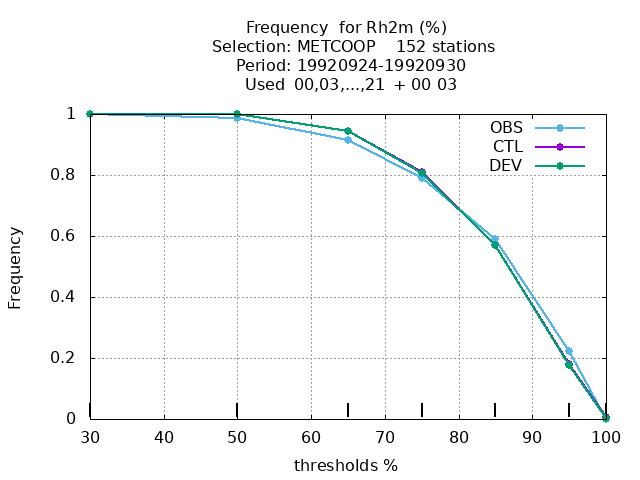 Frequency  for Rh2m (%)
Selection: METCOOP    152 stations
Period: 19920924-19920930
Used  00,03,...,21  + 00 03
OBS
CTL
DEV
1
0.8
0.6
0.4
0.2
0
Frequency
30 40 50 60 70 80 90 100
thresholds %